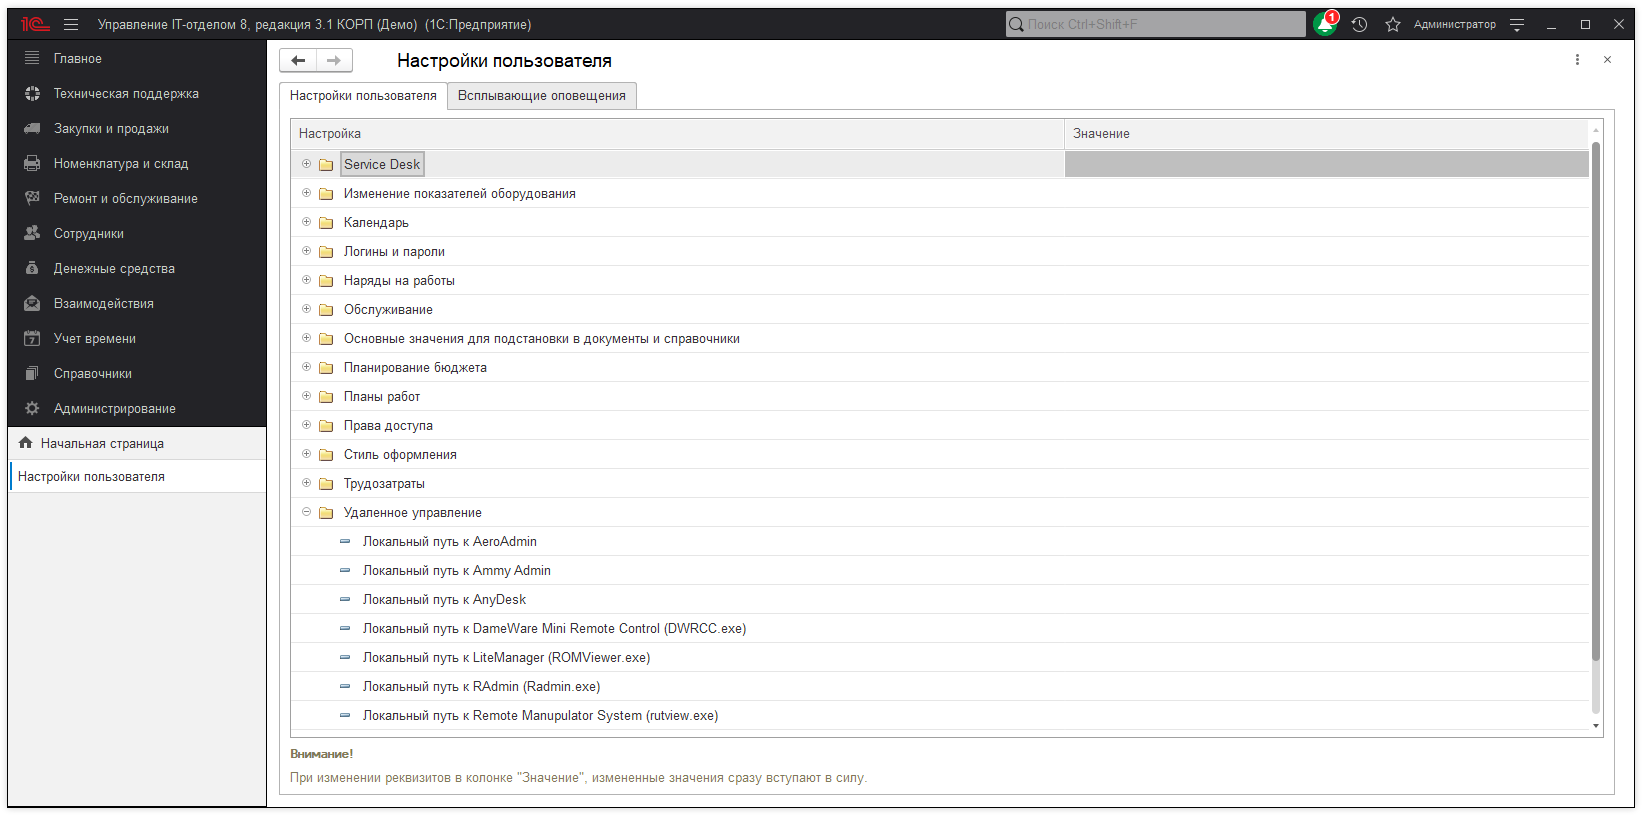 1С Управление IT-отделом 8, редакция 3.1 КОРП (Демо) (1С:Предприятие) Поиск Ctrl+Shift+F 1 Администратор
Главное
Техническая поддержка
Закупки и продажи
Номенклатура и склад
Ремонт и обслуживание
Сотрудники
Денежные средства
Взаимодействия
7 Учет времени
Справочники
Администрирование
Начальная страница
Настройки пользователя
Настройки пользователя
Настройки пользователя Всплывающие оповещения
Настройка Значение
Service Desk
Изменение показателей оборудования
Календарь
Логины и пароли
Наряды на работы
Обслуживание
Основные значения для подстановки в документы и справочники
Планирование бюджета
Планы работ
Права доступа
Стиль оформления
Трудозатраты
Удаленное управление
Локальный путь к AeroAdmin
Локальный путь к Ammy Admin
Локальный путь к AnyDesk
Локальный путь к DameWare Mini Remote Control (DWRCC.exe)
Локальный путь к LiteManager (ROMViewer.exe)
Локальный путь к RAdmin (Radmin.exe)
Локальный путь к Remote Manupulator System (rutview.exe)
Внимание!
При изменении реквизитов в колонке "Значение", измененные значения сразу вступают в силу.